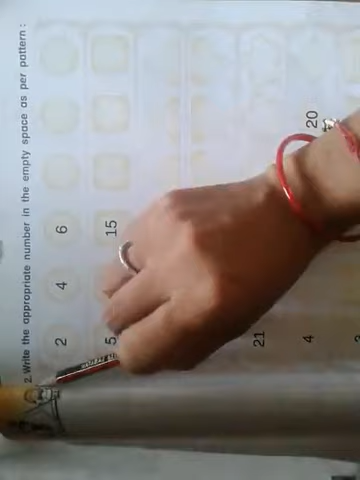 2. Write the appropriate number in the empty space as per pattern :
2 4 6
5 15
21
4 20